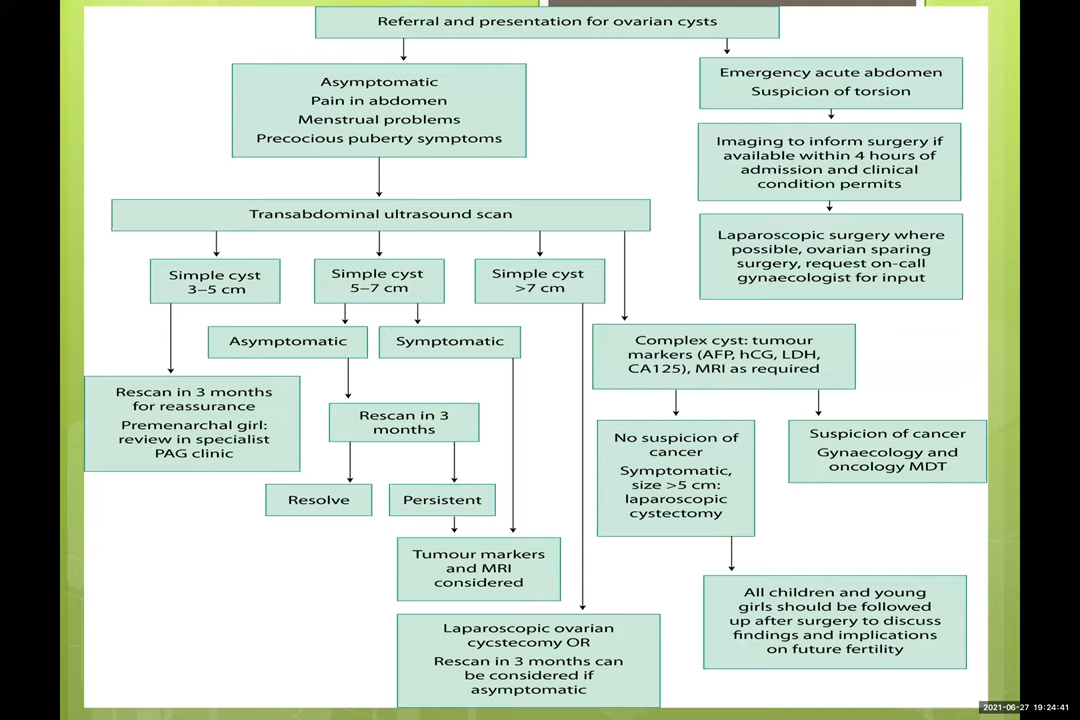 Referral and presentation for ovarian cysts
Asymptomatic
Pain in abdomen
Menstrual problems
Precocious puberty symptoms
Emergency acute abdomen
Suspicion of torsion
Imaging to inform surgery if
available within 4 hours of
admission and clinical
condition permits
Laparoscopic surgery where
possible, ovarian sparing
surgery, request on-call
gynaecologist for input
Transabdominal ultrasound scan
Simple cyst
3–5 cm
Simple cyst
5–7 cm
Simple cyst
>7 cm
Asymptomatic
Symptomatic
Complex cyst: tumour
markers (AFP, hCG, LDH,
CA125), MRI as required
Rescan in 3 months
for reassurance
Premenarchal girl:
review in specialist
PAG clinic
Rescan in 3
months
No suspicion of
cancer
Symptomatic,
size >5 cm:
laparoscopic
cystectomy
Suspicion of cancer
Gynaecology and
oncology MDT
Resolve
Persistent
Tumour markers
and MRI
considered
All children and young
girls should be followed
up after surgery to discuss
findings and implications
on future fertility
Laparoscopic ovarian
cycstecomy OR
Rescan in 3 months can
be considered if
asymptomatic
2021-06-27 19:24:41